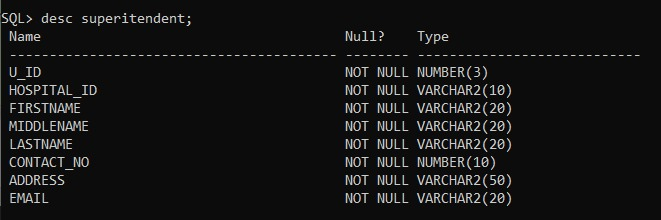 SQL> desc superitendent;
Name Null? Type
----------------------------------------- -------- ----------------------------
U_ID NOT NULL NUMBER(3)
HOSPITAL_ID NOT NULL VARCHAR2(10)
FIRSTNAME NOT NULL VARCHAR2(20)
MIDDLENAME NOT NULL VARCHAR2(20)
LASTNAME NOT NULL VARCHAR2(20)
CONTACT_NO NOT NULL NUMBER(10)
ADDRESS NOT NULL VARCHAR2(50)
EMAIL NOT NULL VARCHAR2(20)